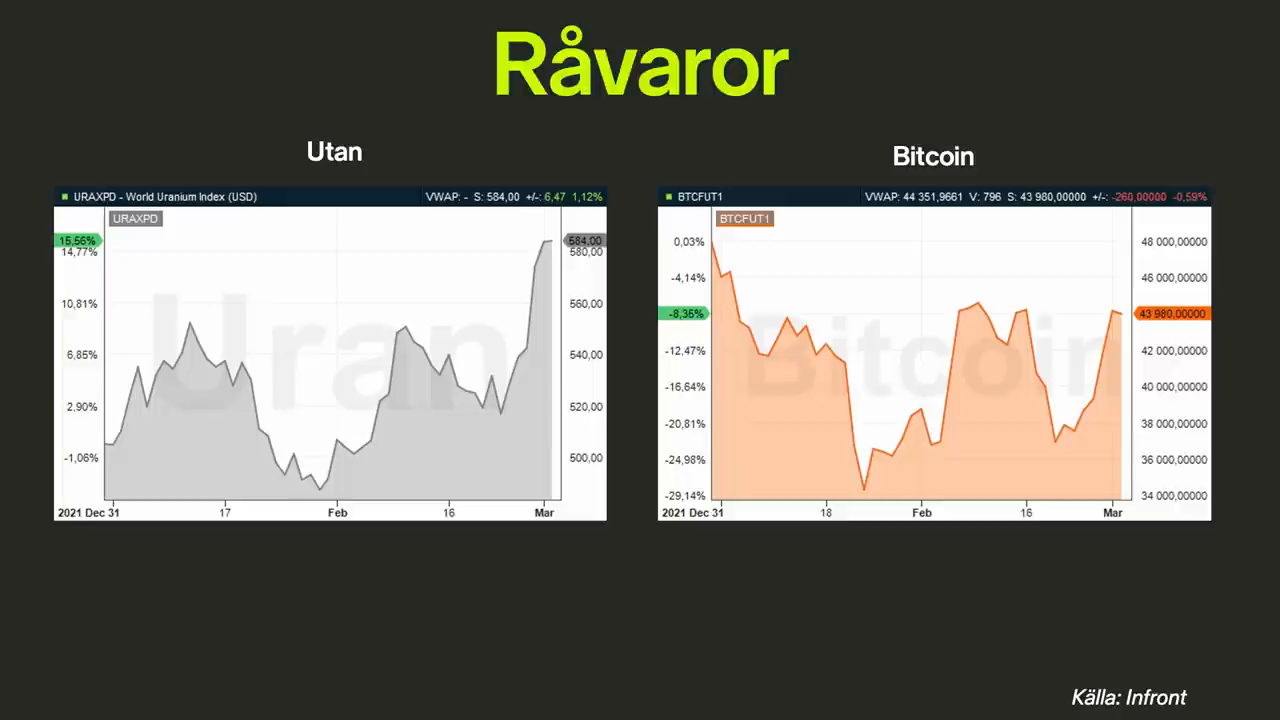 Råvaror
Utan
Bitcoin
URAXPD - World Uranium Index (USD) VWAP: - S: 584,00 +/-: 6,47 1,12%
URAXPD
Uran
15,56%
14,77%
10,81%
6,85%
2,90%
-1,06%
584,00
580,00
560,00
540,00
520,00
500,00
2021 Dec 31 17 Feb 16 Mar
BTCFUT1 VWAP: 44 351,9661 V: 796 S: 43 980,00000 +/-: -260,00000 -0,59%
BTCFUT1
Bitcoin
0,03%
-4,14%
-8,35%
-12,47%
-16,64%
-20,81%
-24,98%
-29,14%
48 000,00000
46 000,00000
43 980,00000
42 000,00000
40 000,00000
38 000,00000
36 000,00000
34 000,00000
2021 Dec 31 18 Feb 16 Mar
Källa: Infront